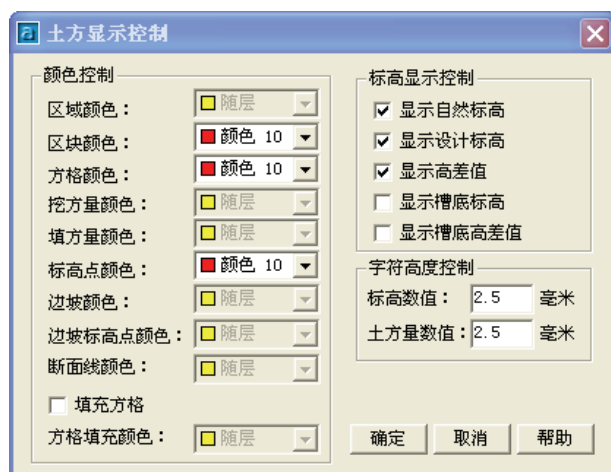 土方显示控制
颜色控制
区域颜色： 随层
区块颜色： 颜色 10
方格颜色： 颜色 10
挖方量颜色： 随层
填方量颜色： 随层
标高点颜色： 颜色 10
边坡颜色： 随层
边坡标高点颜色： 随层
断面线颜色： 随层
填充方格
方格填充颜色： 随层
标高显示控制
显示自然标高
显示设计标高
显示高差值
显示槽底标高
显示槽底高差值
字符高度控制
标高数值： 2.5 毫米
土方量数值： 2.5 毫米
确定 取消 帮助